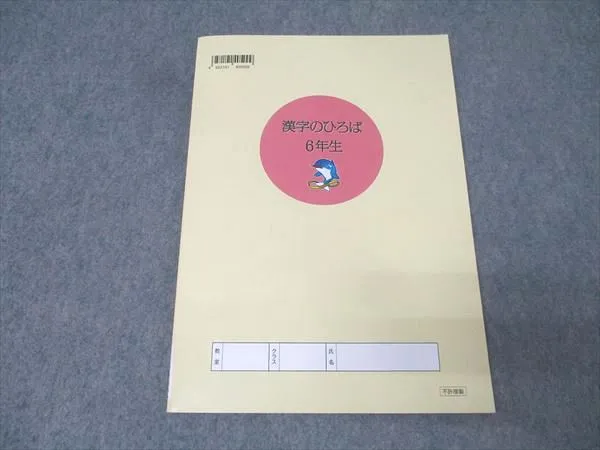 漢字のひろば
6年生
教室
クラス
氏名
不許複製